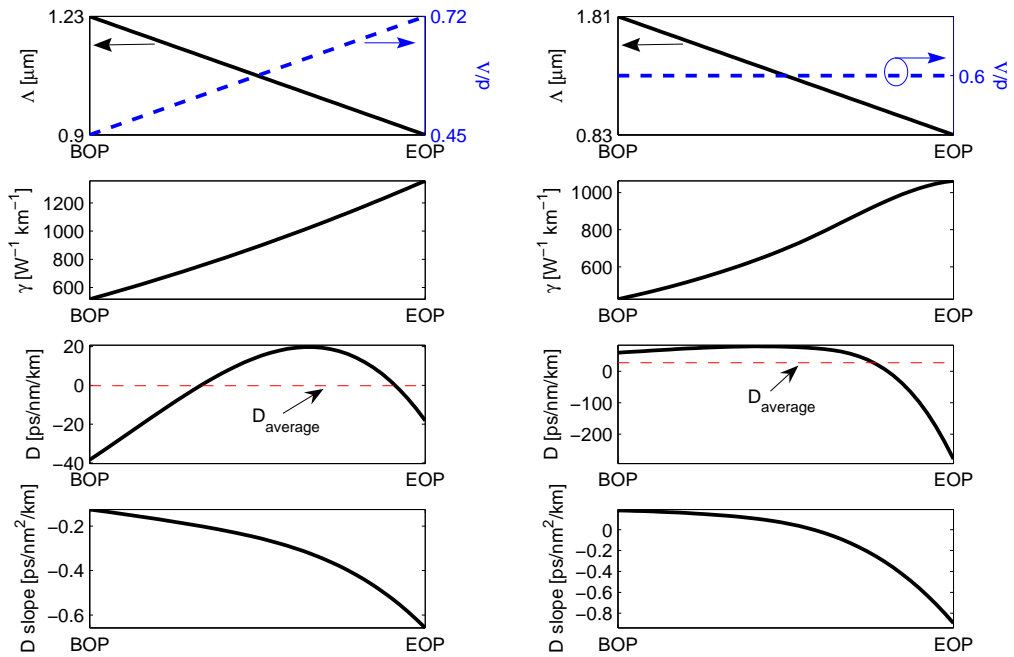 1.23
0.9
Λ [μm]
0.72
0.45
d/Λ
BOP
EOP
1.81
0.83
Λ [μm]
0.6
d/Λ
BOP
EOP
1200
1000
800
600
γ [W⁻¹ km⁻¹]
BOP
EOP
1000
800
600
γ [W⁻¹ km⁻¹]
BOP
EOP
20
0
−20
−40
D [ps/nm/km]
D average
BOP
EOP
0
−100
−200
D [ps/nm/km]
D average
BOP
EOP
−0.2
−0.4
−0.6
D slope [ps/nm²/km]
BOP
EOP
0
−0.2
−0.4
−0.6
−0.8
D slope [ps/nm²/km]
BOP
EOP